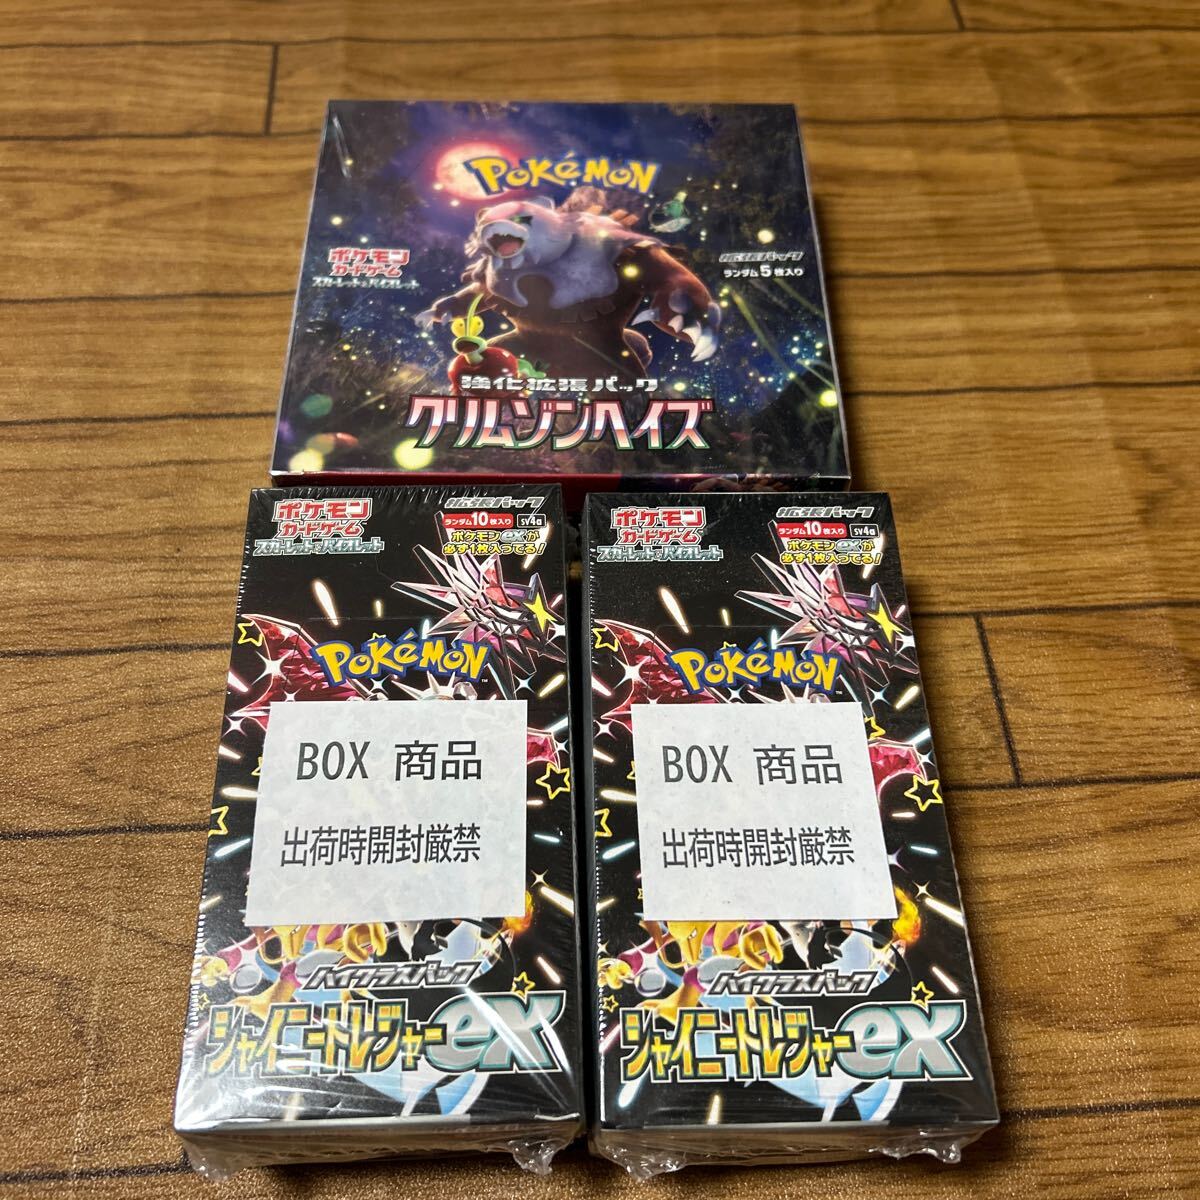 POKéMON
ポケモン
カードゲーム
スカーレット&バイオレット
拡張パック
ランダム5枚入り
強化拡張パック
クリムゾンヘイズ
ポケモン
カードゲーム
スカーレット&バイオレット
拡張パック
ランダム10枚入り sv4a
ポケモンexが
必ず1枚入ってる!
POKéMON
BOX 商品
出荷時開封厳禁
ハイクラスパック
シャイニートレジャーex
ポケモン
カードゲーム
スカーレット&バイオレット
拡張パック
ランダム10枚入り sv4a
ポケモンexが
必ず1枚入ってる!
POKéMON
BOX 商品
出荷時開封厳禁
ハイクラスパック
シャイニートレジャーex